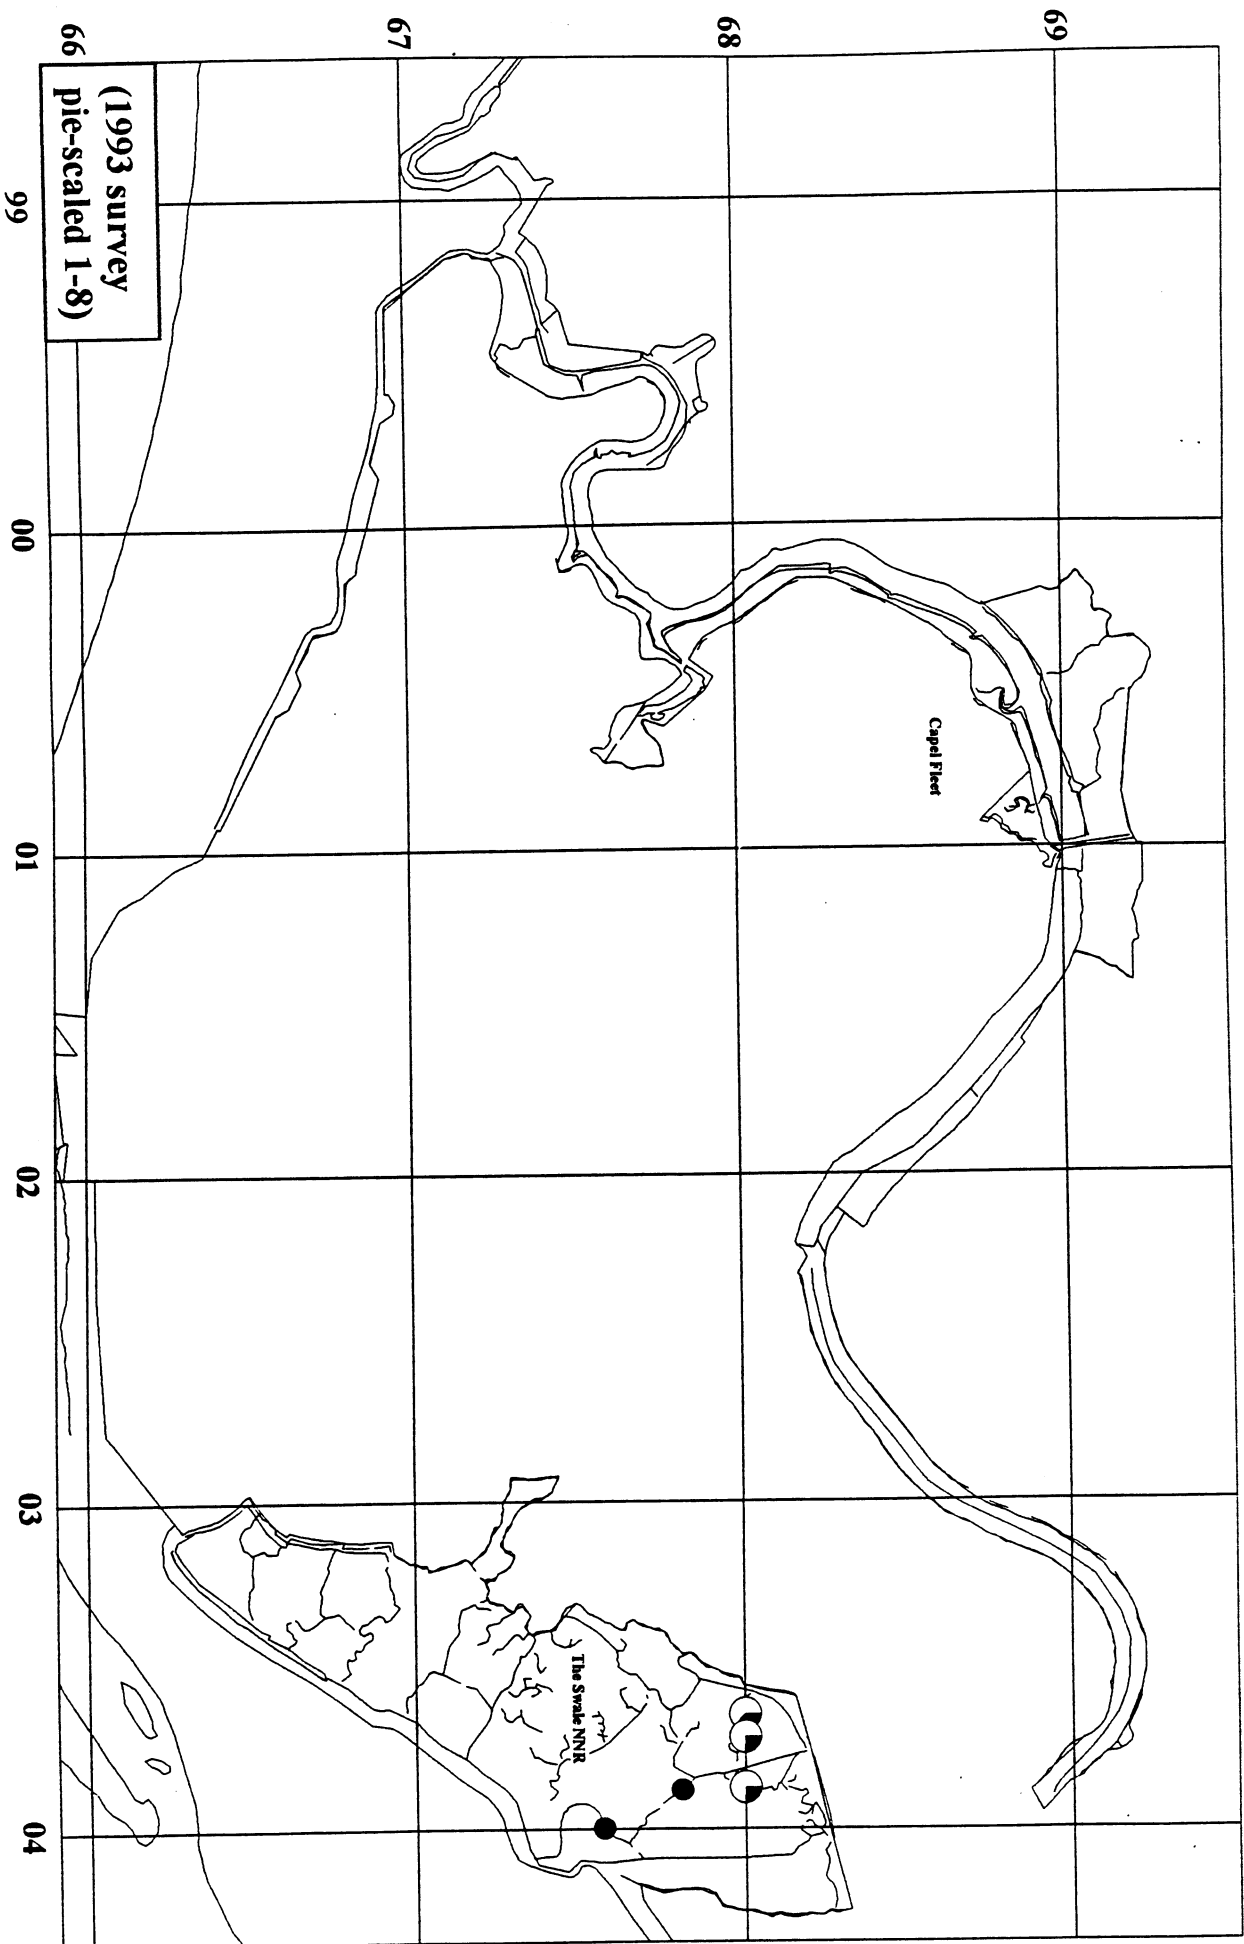 66
67
68
69
(1993 survey
pie-scaled 1-8)
99
00
01
02
03
04
Capel Fleet
The Swale NNR